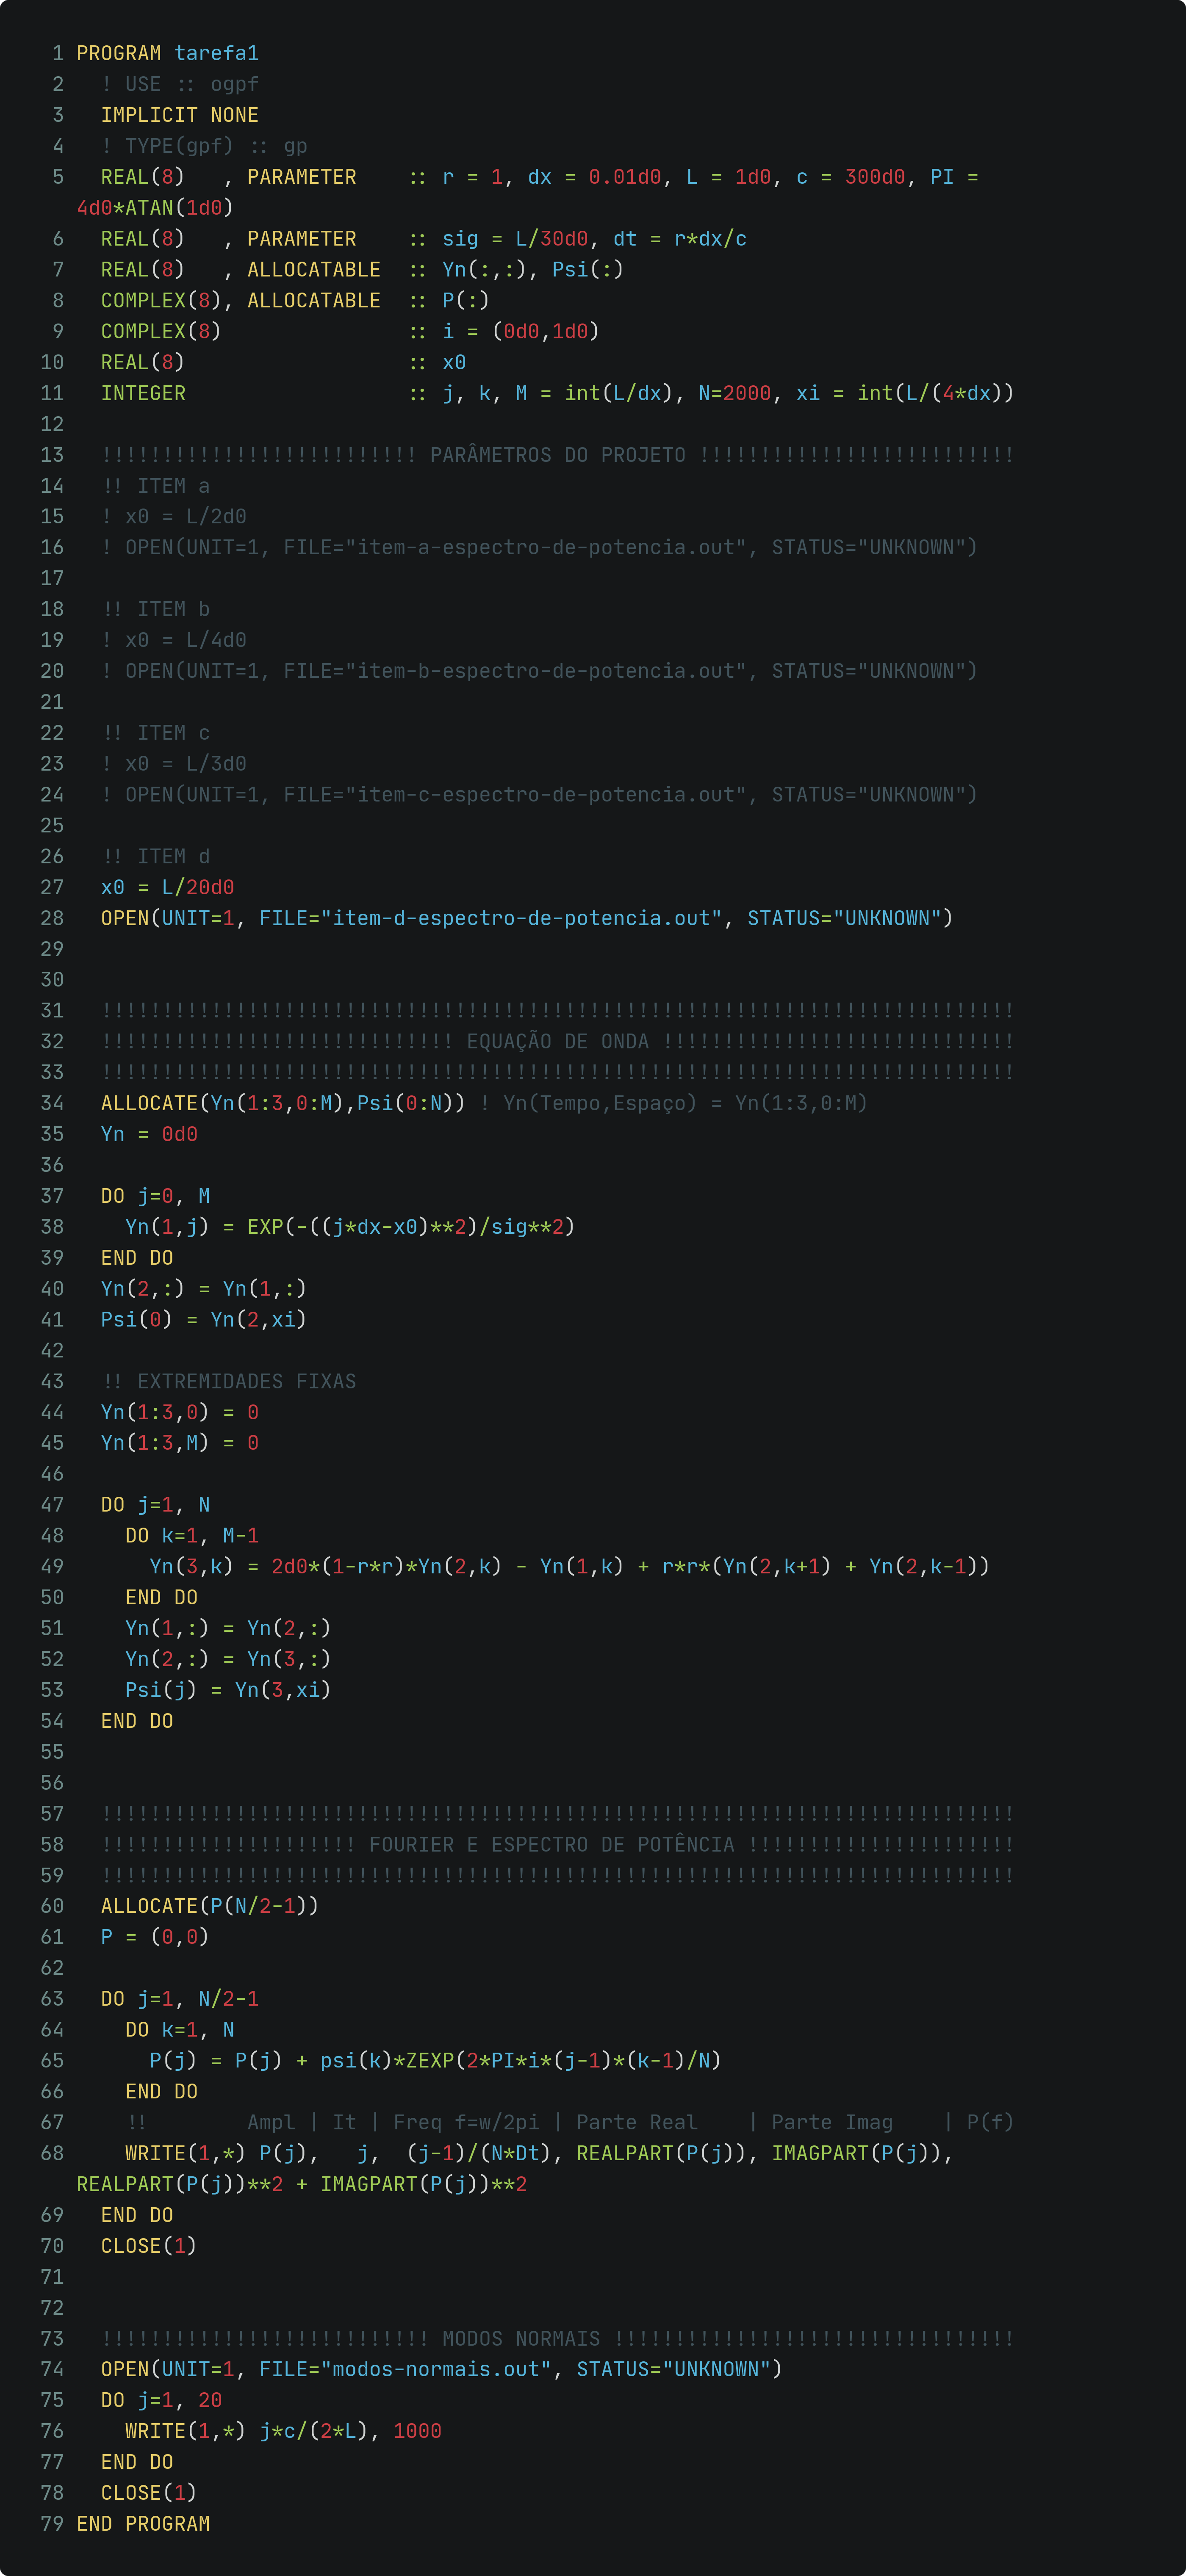 1 PROGRAM tarefa1
2   ! USE :: ogpf
3   IMPLICIT NONE
4   ! TYPE(gpf) :: gp
5   REAL(8)   , PARAMETER    :: r = 1, dx = 0.01d0, L = 1d0, c = 300d0, PI =
4d0*ATAN(1d0)
6   REAL(8)   , PARAMETER    :: sig = L/30d0, dt = r*dx/c
7   REAL(8)   , ALLOCATABLE  :: Yn(:,:), Psi(:)
8   COMPLEX(8), ALLOCATABLE  :: P(:)
9   COMPLEX(8)               :: i = (0d0,1d0)
10   REAL(8)                  :: x0
11   INTEGER                  :: j, k, M = int(L/dx), N=2000, xi = int(L/(4*dx))
12
13   !!!!!!!!!!!!!!!!!!!!!!!!!! PARÂMETROS DO PROJETO !!!!!!!!!!!!!!!!!!!!!!!!!!
14   !! ITEM a
15   ! x0 = L/2d0
16   ! OPEN(UNIT=1, FILE="item-a-espectro-de-potencia.out", STATUS="UNKNOWN")
17
18   !! ITEM b
19   ! x0 = L/4d0
20   ! OPEN(UNIT=1, FILE="item-b-espectro-de-potencia.out", STATUS="UNKNOWN")
21
22   !! ITEM c
23   ! x0 = L/3d0
24   ! OPEN(UNIT=1, FILE="item-c-espectro-de-potencia.out", STATUS="UNKNOWN")
25
26   !! ITEM d
27   x0 = L/20d0
28   OPEN(UNIT=1, FILE="item-d-espectro-de-potencia.out", STATUS="UNKNOWN")
29
30
31   !!!!!!!!!!!!!!!!!!!!!!!!!!!!!!!!!!!!!!!!!!!!!!!!!!!!!!!!!!!!!!!!!!!!!!!!!!!
32   !!!!!!!!!!!!!!!!!!!!!!!!!!!!! EQUAÇÃO DE ONDA !!!!!!!!!!!!!!!!!!!!!!!!!!!!!
33   !!!!!!!!!!!!!!!!!!!!!!!!!!!!!!!!!!!!!!!!!!!!!!!!!!!!!!!!!!!!!!!!!!!!!!!!!!!
34   ALLOCATE(Yn(1:3,0:M),Psi(0:N)) ! Yn(Tempo,Espaço) = Yn(1:3,0:M)
35   Yn = 0d0
36
37   DO j=0, M
38     Yn(1,j) = EXP(-((j*dx-x0)**2)/sig**2)
39   END DO
40   Yn(2,:) = Yn(1,:)
41   Psi(0) = Yn(2,xi)
42
43   !! EXTREMIDADES FIXAS
44   Yn(1:3,0) = 0
45   Yn(1:3,M) = 0
46
47   DO j=1, N
48     DO k=1, M-1
49       Yn(3,k) = 2d0*(1-r*r)*Yn(2,k) - Yn(1,k) + r*r*(Yn(2,k+1) + Yn(2,k-1))
50     END DO
51     Yn(1,:) = Yn(2,:)
52     Yn(2,:) = Yn(3,:)
53     Psi(j) = Yn(3,xi)
54   END DO
55
56
57   !!!!!!!!!!!!!!!!!!!!!!!!!!!!!!!!!!!!!!!!!!!!!!!!!!!!!!!!!!!!!!!!!!!!!!!!!!!
58   !!!!!!!!!!!!!!!!!!!!! FOURIER E ESPECTRO DE POTÊNCIA !!!!!!!!!!!!!!!!!!!!!!
59   !!!!!!!!!!!!!!!!!!!!!!!!!!!!!!!!!!!!!!!!!!!!!!!!!!!!!!!!!!!!!!!!!!!!!!!!!!!
60   ALLOCATE(P(N/2-1))
61   P = (0,0)
62
63   DO j=1, N/2-1
64     DO k=1, N
65       P(j) = P(j) + psi(k)*ZEXP(2*PI*i*(j-1)*(k-1)/N)
66     END DO
67     !!        Ampl | It | Freq f=w/2pi | Parte Real    | Parte Imag    | P(f)
68     WRITE(1,*) P(j),   j,  (j-1)/(N*Dt), REALPART(P(j)), IMAGPART(P(j)),
REALPART(P(j))**2 + IMAGPART(P(j))**2
69   END DO
70   CLOSE(1)
71
72
73   !!!!!!!!!!!!!!!!!!!!!!!!!!! MODOS NORMAIS !!!!!!!!!!!!!!!!!!!!!!!!!!!!!!!!!
74   OPEN(UNIT=1, FILE="modos-normais.out", STATUS="UNKNOWN")
75   DO j=1, 20
76     WRITE(1,*) j*c/(2*L), 1000
77   END DO
78   CLOSE(1)
79 END PROGRAM